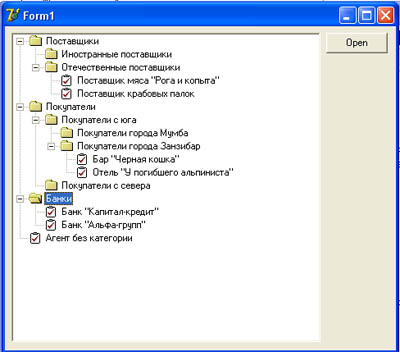 Form1
Open
Поставщики
Иностранные поставщики
Отечественные поставщики
Поставщик мяса "Рога и копыта"
Поставщик крабовых палок
Покупатели
Покупатели с юга
Покупатели города Мумба
Покупатели города Занзибар
Бар "Черная кошка"
Отель "У погибшего альпиниста"
Покупатели с севера
Банки
Банк "Капитал-кредит"
Банк "Альфа-групп"
Агент без категории